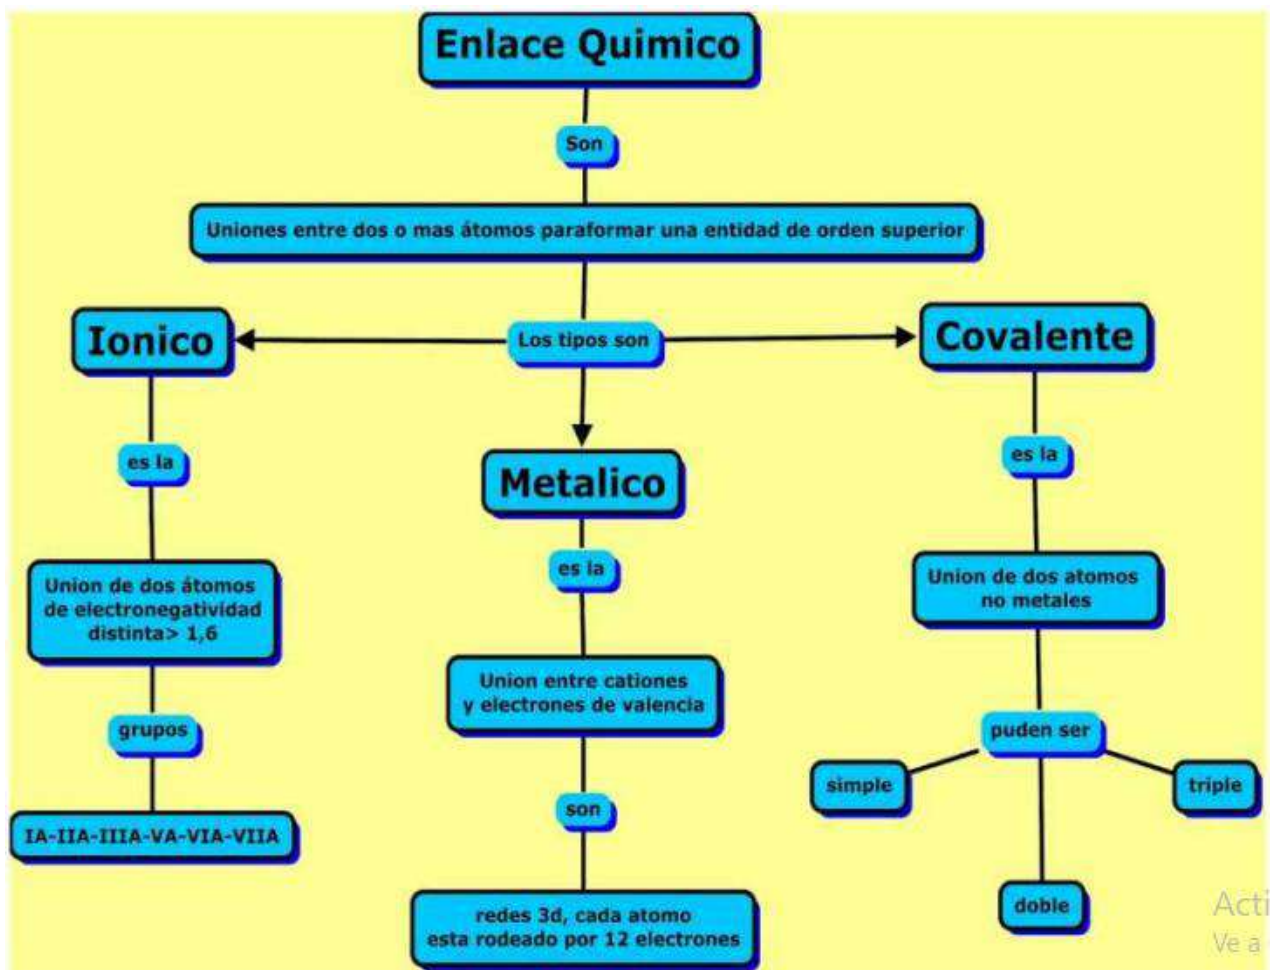 Enlace Quimico
Son
Uniones entre dos o mas átomos paraformar una entidad de orden superior
Los tipos son
Ionico
es la
Union de dos átomos
de electronegatividad
distinta> 1,6
grupos
IA-IIA-IIIA-VA-VIA-VIIA
Metalico
es la
Union entre cationes
y electrones de valencia
son
redes 3d, cada atomo
esta rodeado por 12 electrones
Covalente
es la
Union de dos atomos
no metales
puden ser
simple
doble
triple
Acti
Ve a